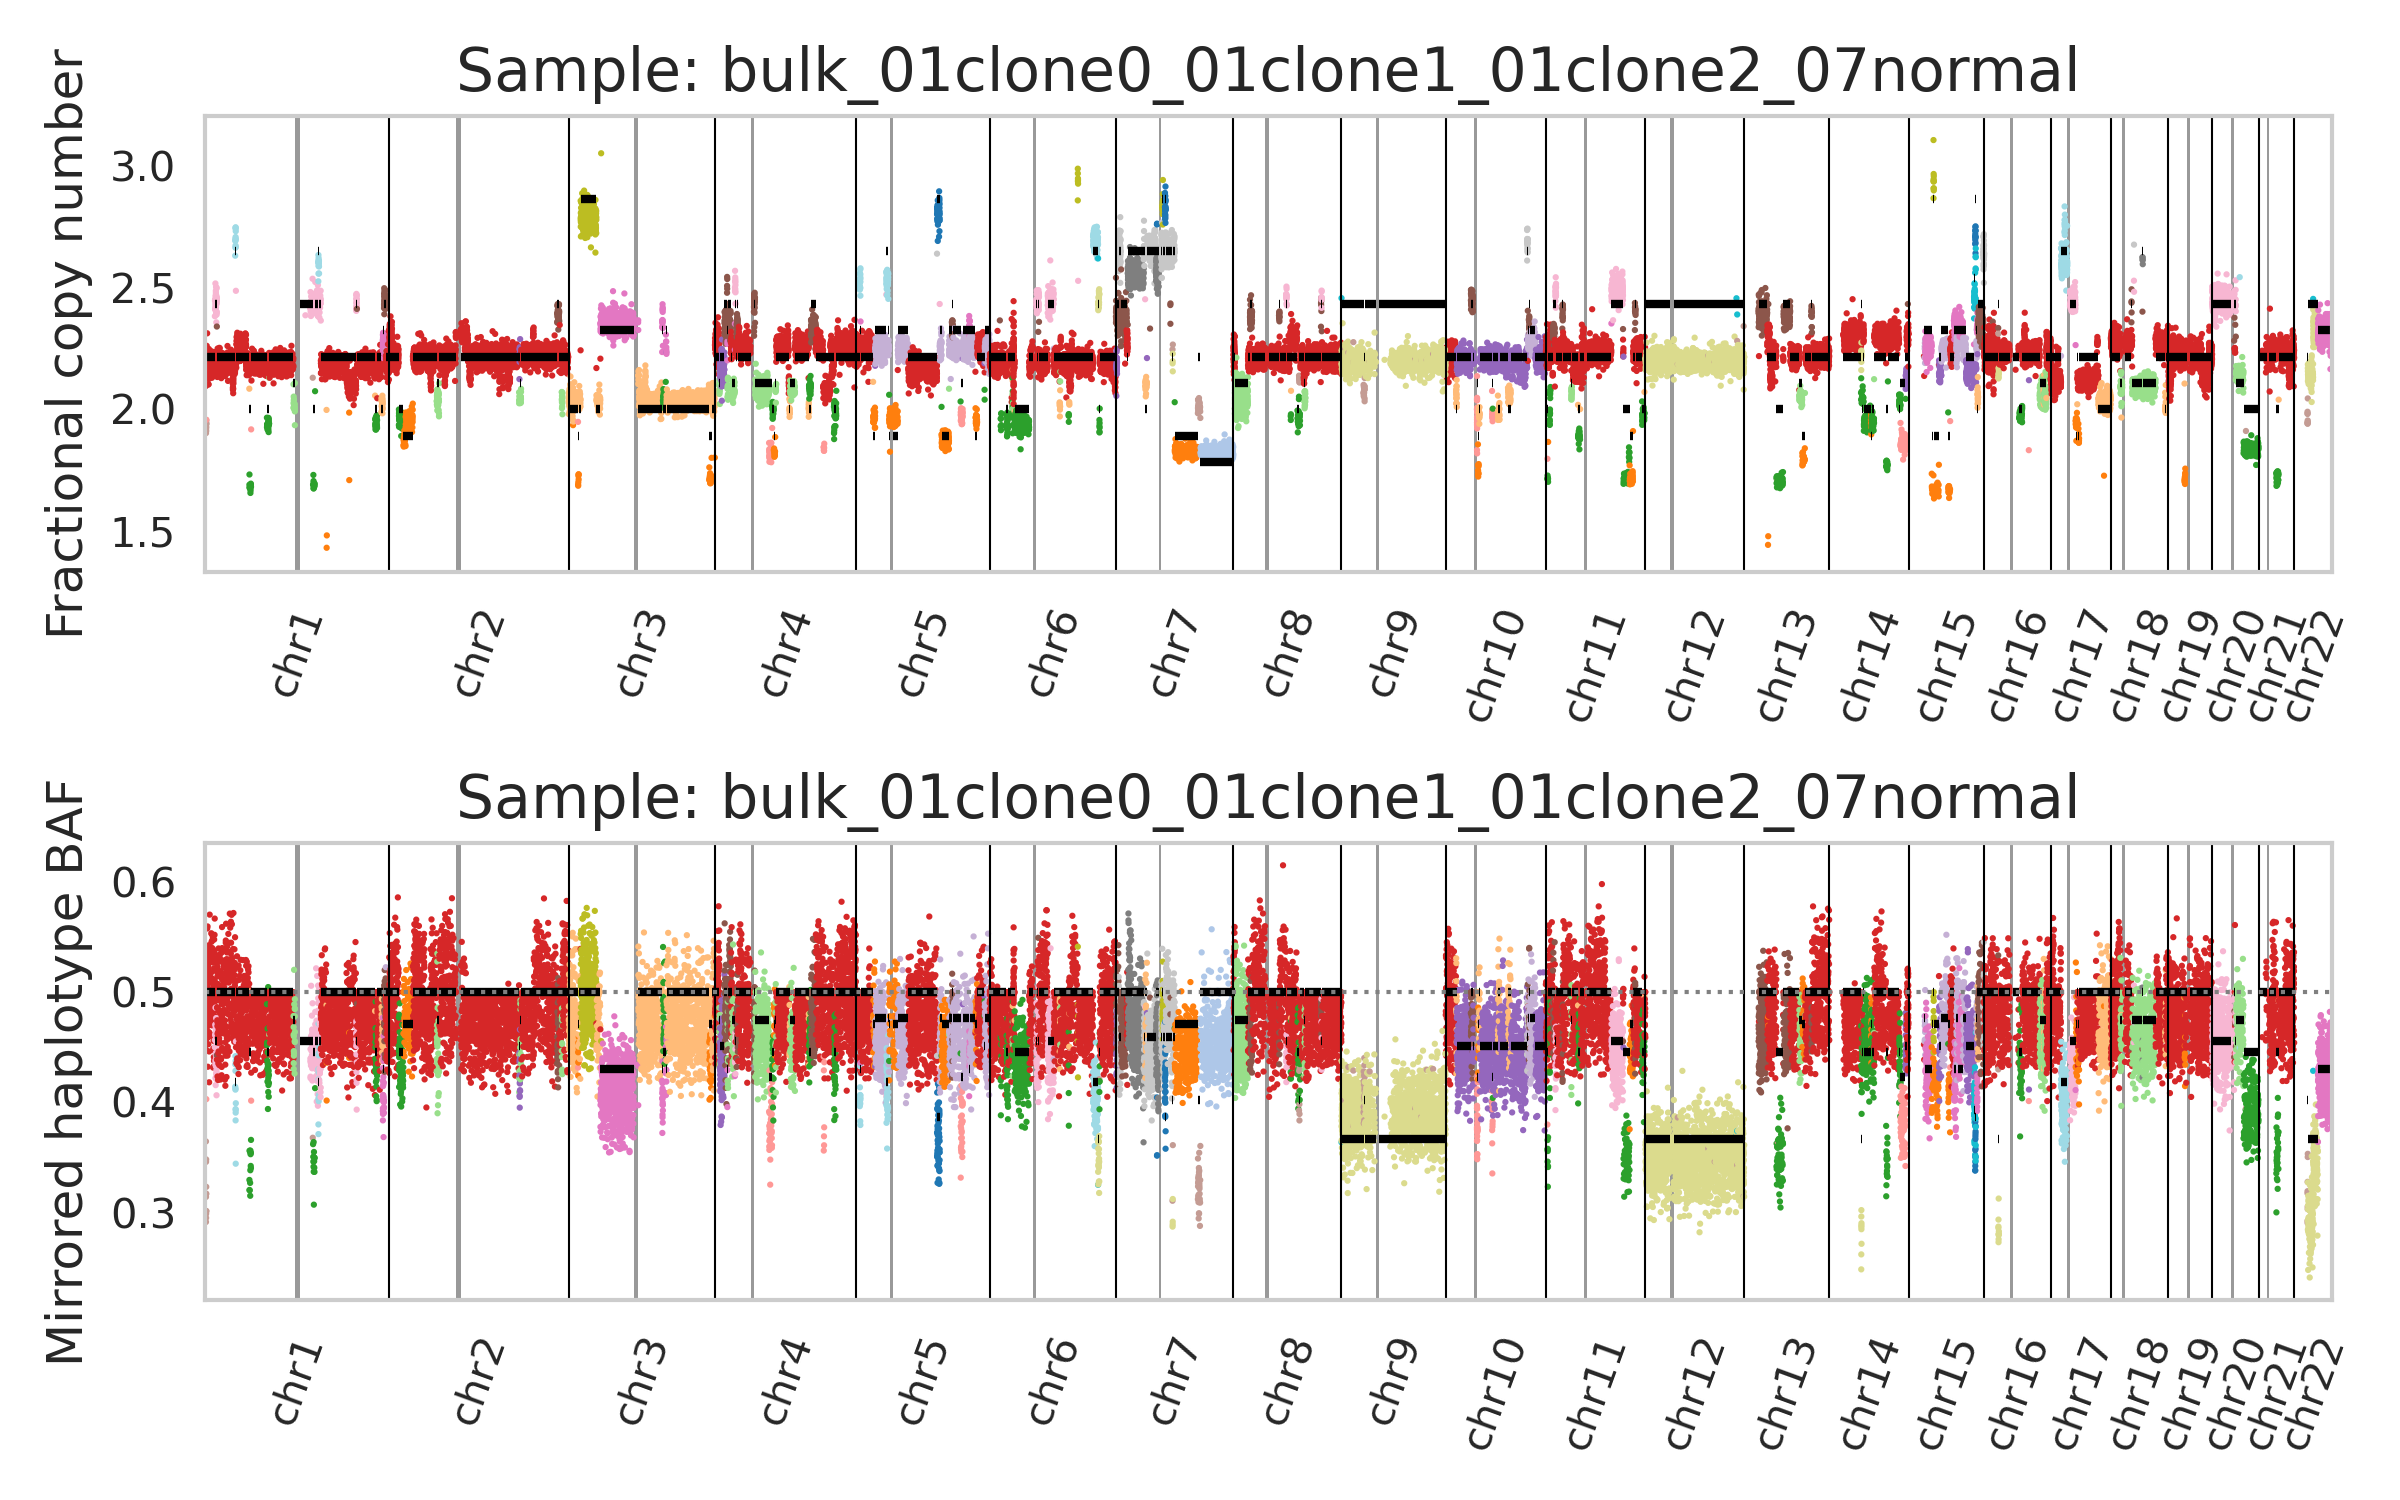 Sample: bulk_01clone0_01clone1_01clone2_07normal
Fractional copy number
3.0
2.5
2.0
1.5
chr1 chr2 chr3 chr4 chr5 chr6 chr7 chr8 chr9 chr10 chr11 chr12 chr13 chr14 chr15 chr16 chr17 chr18 chr19 chr20 chr21 chr22
Sample: bulk_01clone0_01clone1_01clone2_07normal
Mirrored haplotype BAF
0.6
0.5
0.4
0.3
chr1 chr2 chr3 chr4 chr5 chr6 chr7 chr8 chr9 chr10 chr11 chr12 chr13 chr14 chr15 chr16 chr17 chr18 chr19 chr20 chr21 chr22